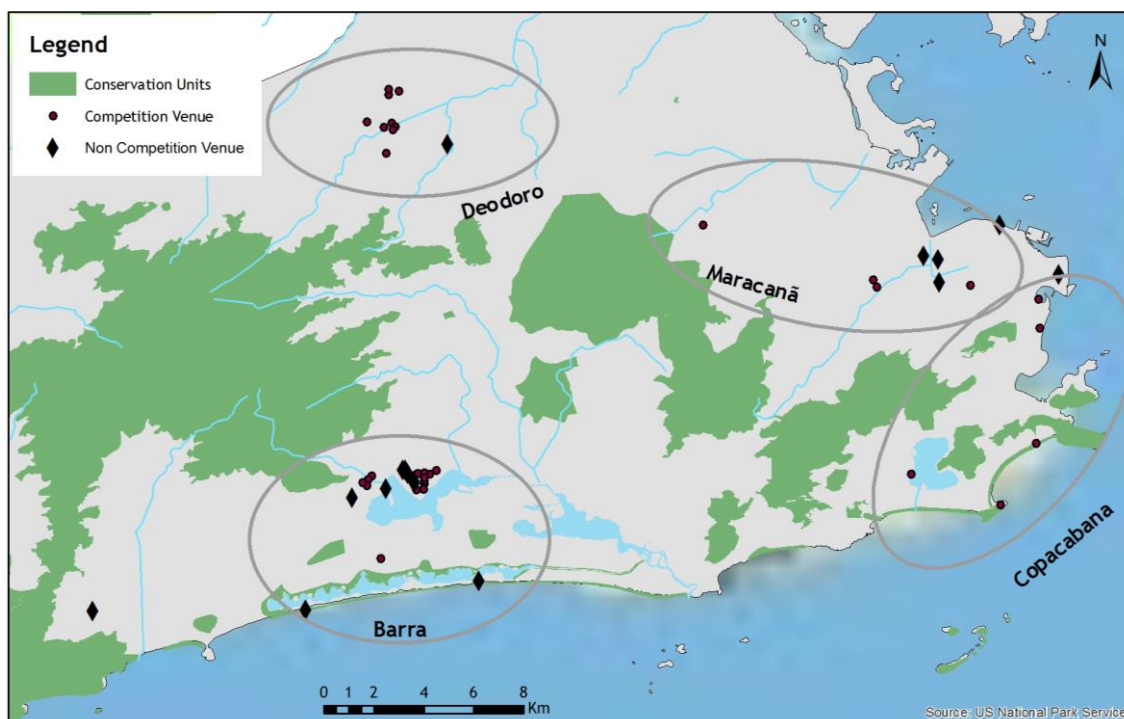 Legend
Conservation Units
Competition Venue
Non Competition Venue
N
Deodoro
Maracanã
Copacabana
Barra
0 1 2 4 6 8
Km
Source: US National Park Service